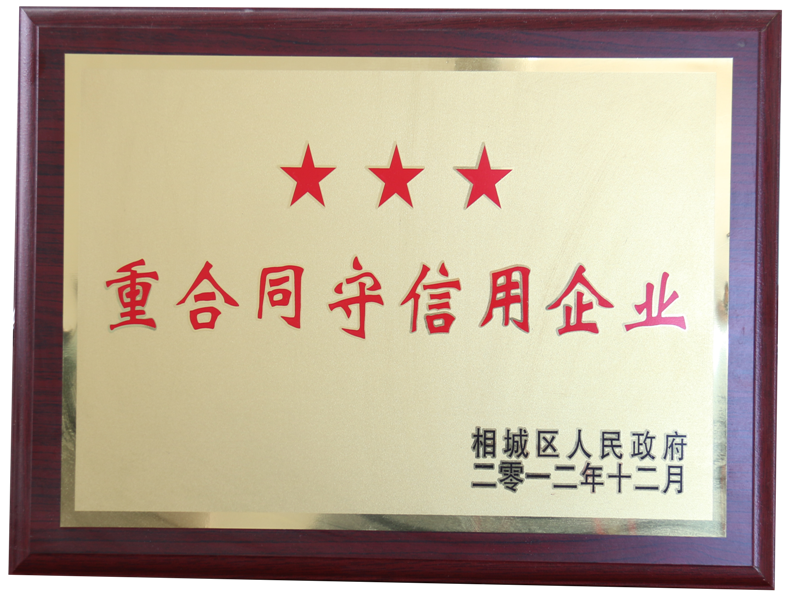 重合同守信用企业
相城区人民政府
二零一二年十二月